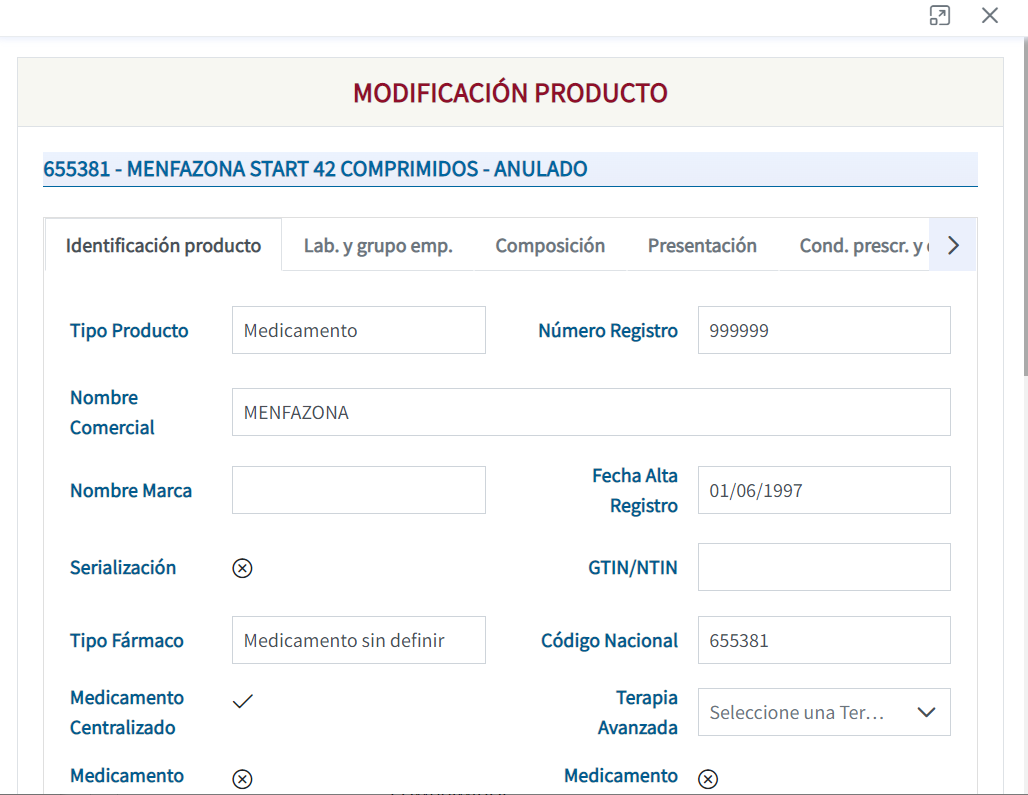 MODIFICACIÓN PRODUCTO
655381 - MENFAZONA START 42 COMPRIMIDOS - ANULADO
Identificación producto Lab. y grupo emp. Composición Presentación Cond. prescr. y
Tipo Producto Medicamento Número Registro 999999
Nombre
Comercial
MENFAZONA
Nombre Marca
Fecha Alta
Registro
01/06/1997
Serialización GTIN/NTIN
Tipo Fármaco Medicamento sin definir Código Nacional 655381
Medicamento
Centralizado
Terapia
Avanzada
Seleccione una Ter...
Medicamento Medicamento